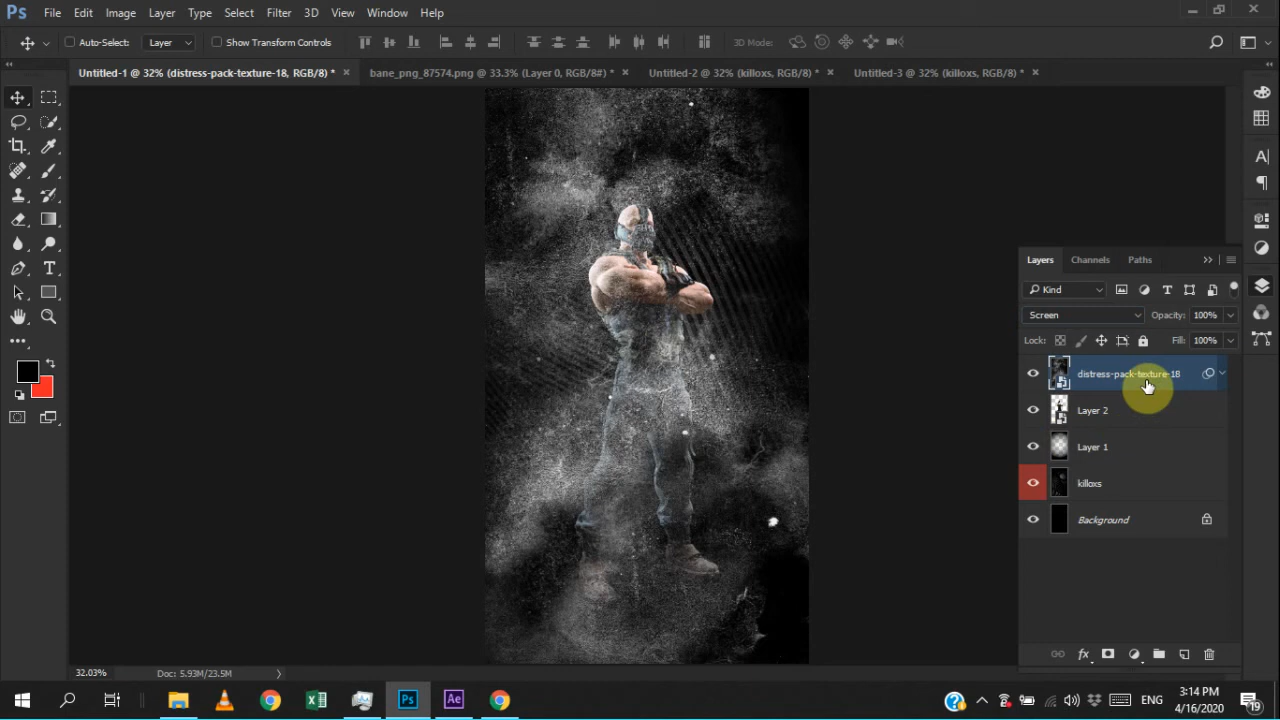 Ps File Edit Image Layer Type Select Filter 3D View Window Help
Auto-Select: Layer Show Transform Controls 3D Mode:
Untitled-1 @ 32% (distress-pack-texture-18, RGB/8) * × bane_png_87574.png @ 33.3% (Layer 0, RGB/8#) × Untitled-2 @ 32% (killoxs, RGB/8) * × Untitled-3 @ 32% (killoxs, RGB/8) * ×
Layers Channels Paths
Kind
Screen Opacity: 100%
Lock: Fill: 100%
distress-pack-texture-18
Layer 2
Layer 1
killoxs
Background
32.03% Doc: 5.93M/23.5M
Ps Ae ENG 3:14 PM
4/16/2020 19